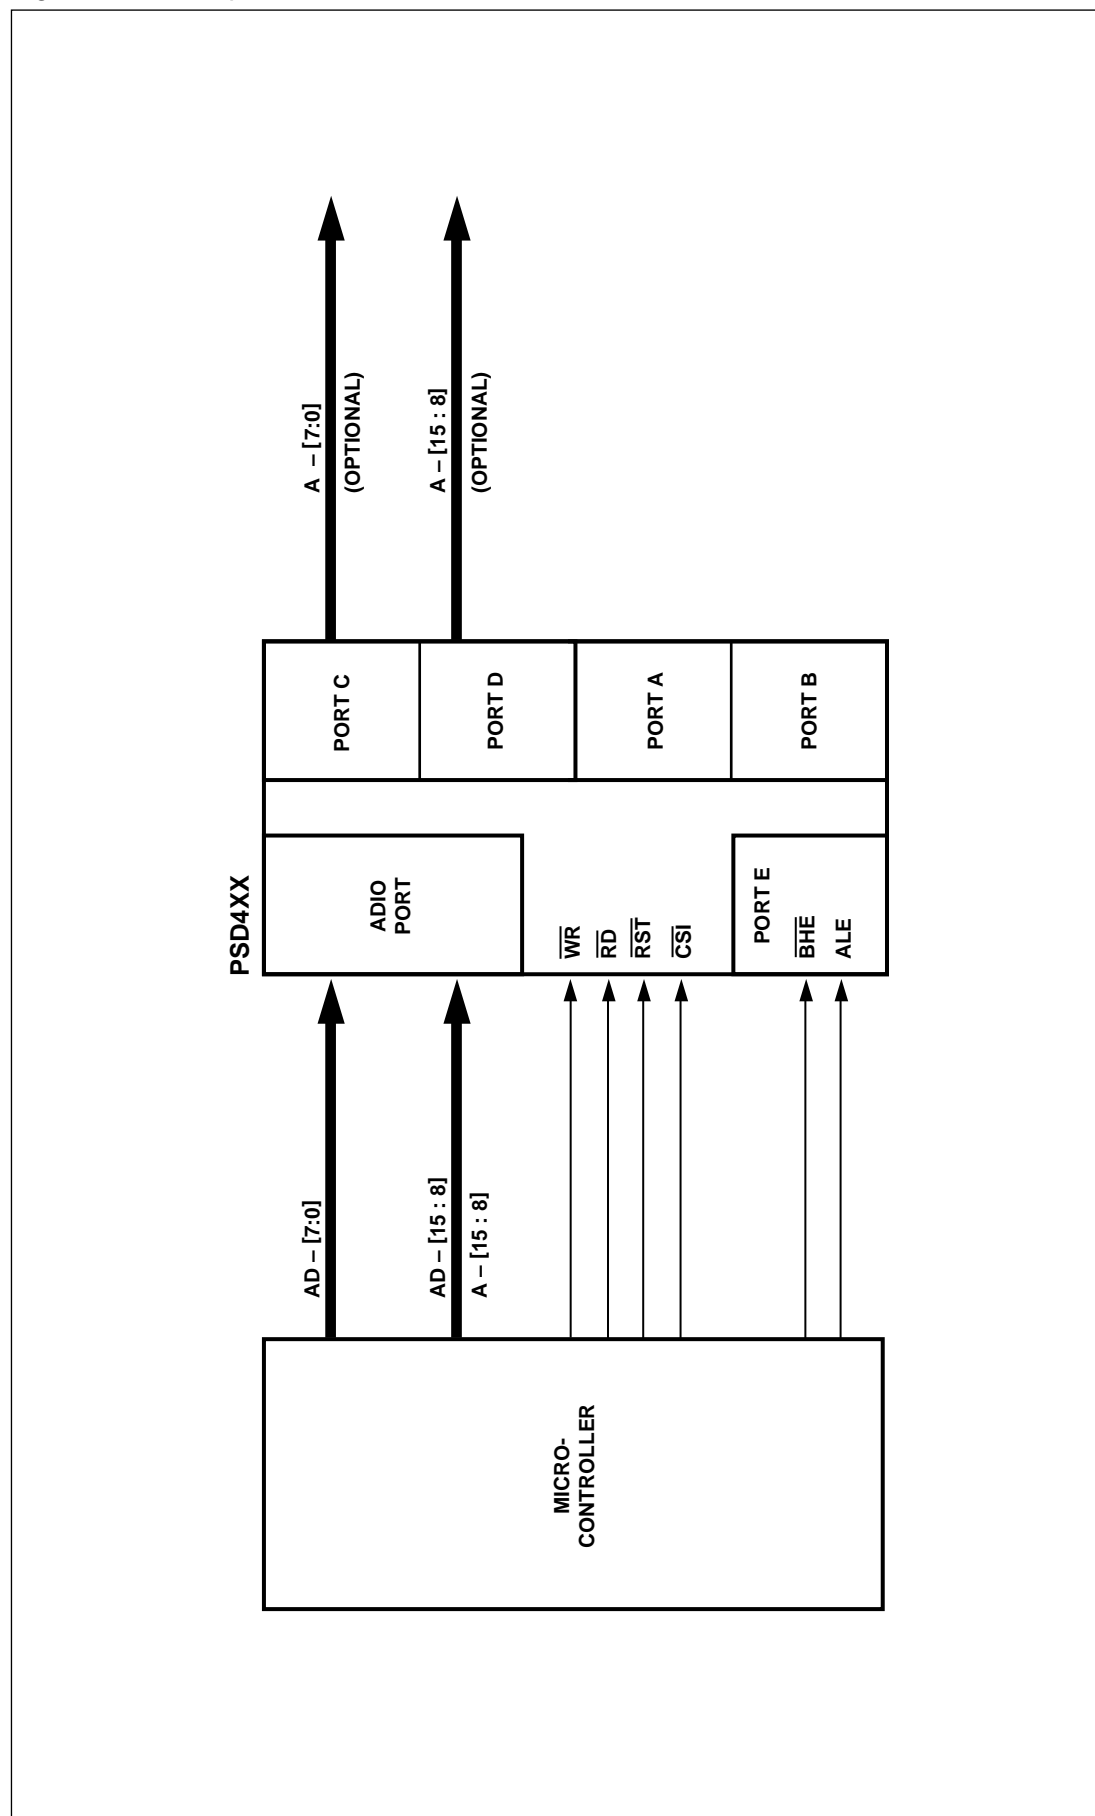 MICRO-
CONTROLLER
AD – [7:0]
AD – [15 : 8]
A – [15 : 8]
PSD4XX
ADIO
PORT
WR
RD
RST
CSI
PORT E
BHE
ALE
PORT C
PORT D
PORT A
PORT B
A – [7:0]
(OPTIONAL)
A – [15 : 8]
(OPTIONAL)